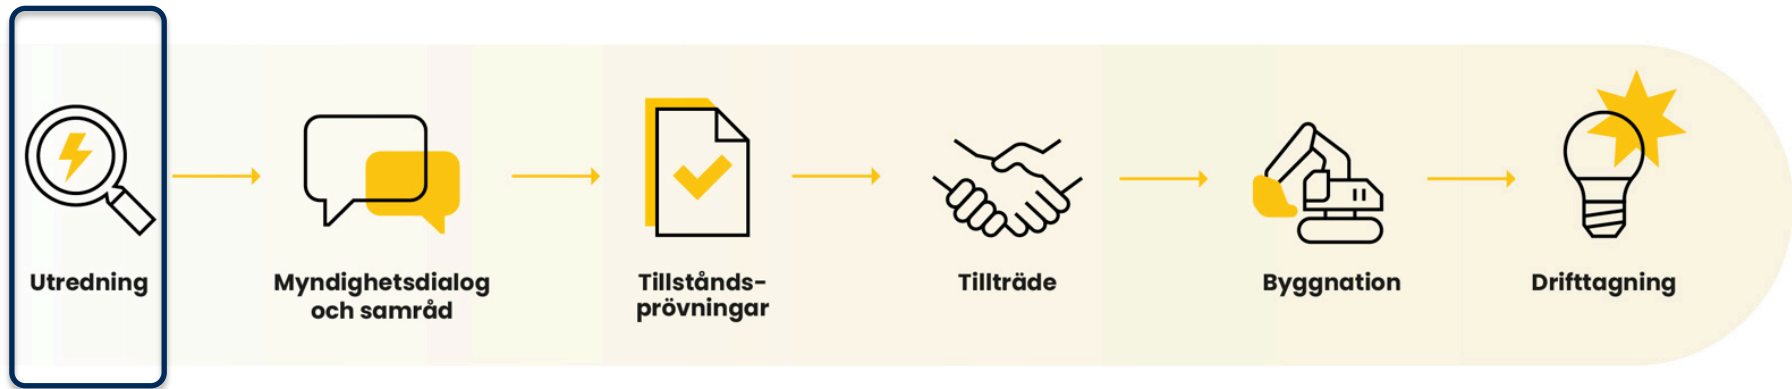 Utredning
Myndighetsdialog
och samråd
Tillstånds-
prövningar
Tillträde
Byggnation
Drifttagning